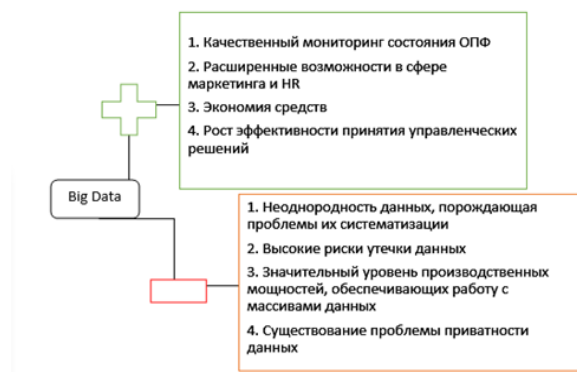 1. Качественный мониторинг состояния ОПФ
2. Расширенные возможности в сфере
маркетинга и HR
3. Экономия средств
4. Рост эффективности принятия управленческих
решений
Big Data
1. Неоднородность данных, порождающая
проблемы их систематизации
2. Высокие риски утечки данных
3. Значительный уровень производственных
мощностей, обеспечивающих работу с
массивами данных
4. Существование проблемы приватности
данных